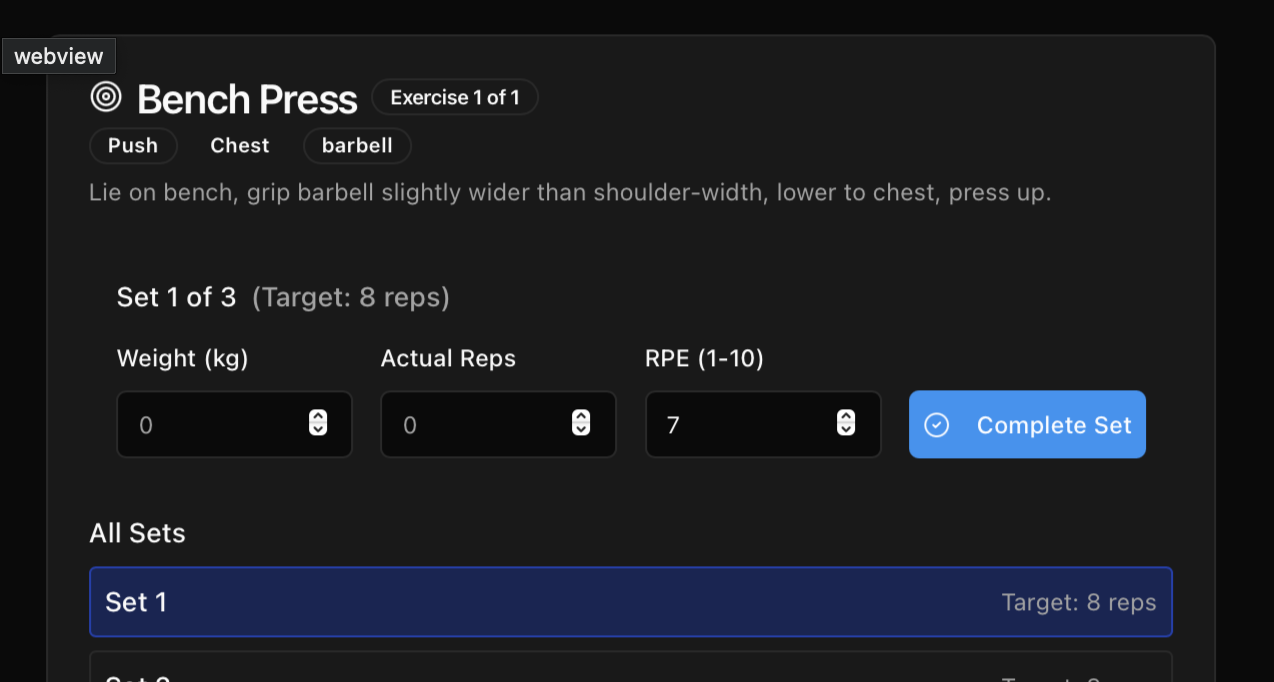 webview
Bench Press Exercise 1 of 1
Push Chest barbell
Lie on bench, grip barbell slightly wider than shoulder-width, lower to chest, press up.
Set 1 of 3 (Target: 8 reps)
Weight (kg) Actual Reps RPE (1-10)
0 0 7 Complete Set
All Sets
Set 1 Target: 8 reps